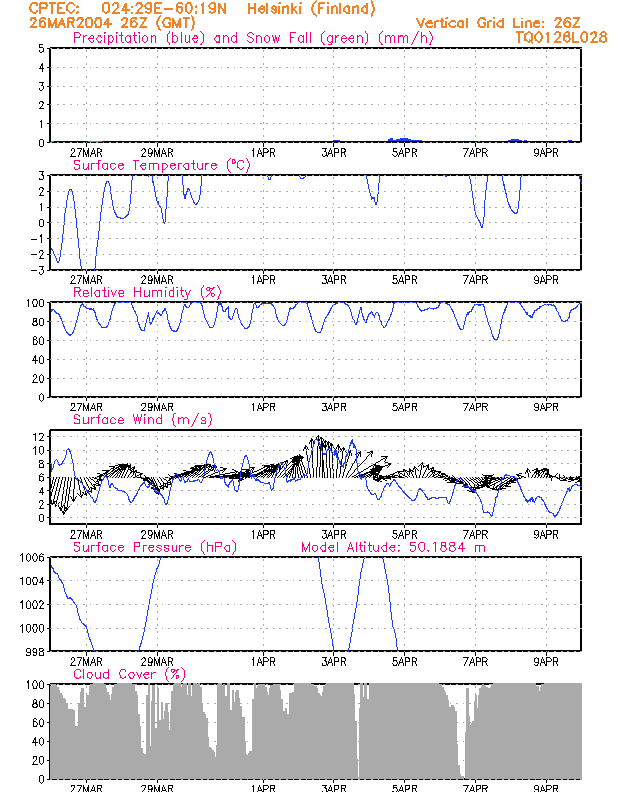 CPTEC: 024:29E-60:19N Helsinki (Finland)
26MAR2004 26Z (GMT) Vertical Grid Line: 26Z
Precipitation (blue) and Snow Fall (green) (mm/h) TQ0126L028
5
4
3
2
1
0
27MAR 29MAR 1APR 3APR 5APR 7APR 9APR
Surface Temperature (°C)
3
2
1
0
-1
-2
-3
27MAR 29MAR 1APR 3APR 5APR 7APR 9APR
Relative Humidity (%)
100
80
60
40
20
0
27MAR 29MAR 1APR 3APR 5APR 7APR 9APR
Surface Wind (m/s)
12
10
8
6
4
2
0
27MAR 29MAR 1APR 3APR 5APR 7APR 9APR
Surface Pressure (hPa) Model Altitude: 50.1884 m
1006
1004
1002
1000
998
27MAR 29MAR 1APR 3APR 5APR 7APR 9APR
Cloud Cover (%)
100
80
60
40
20
0
27MAR 29MAR 1APR 3APR 5APR 7APR 9APR